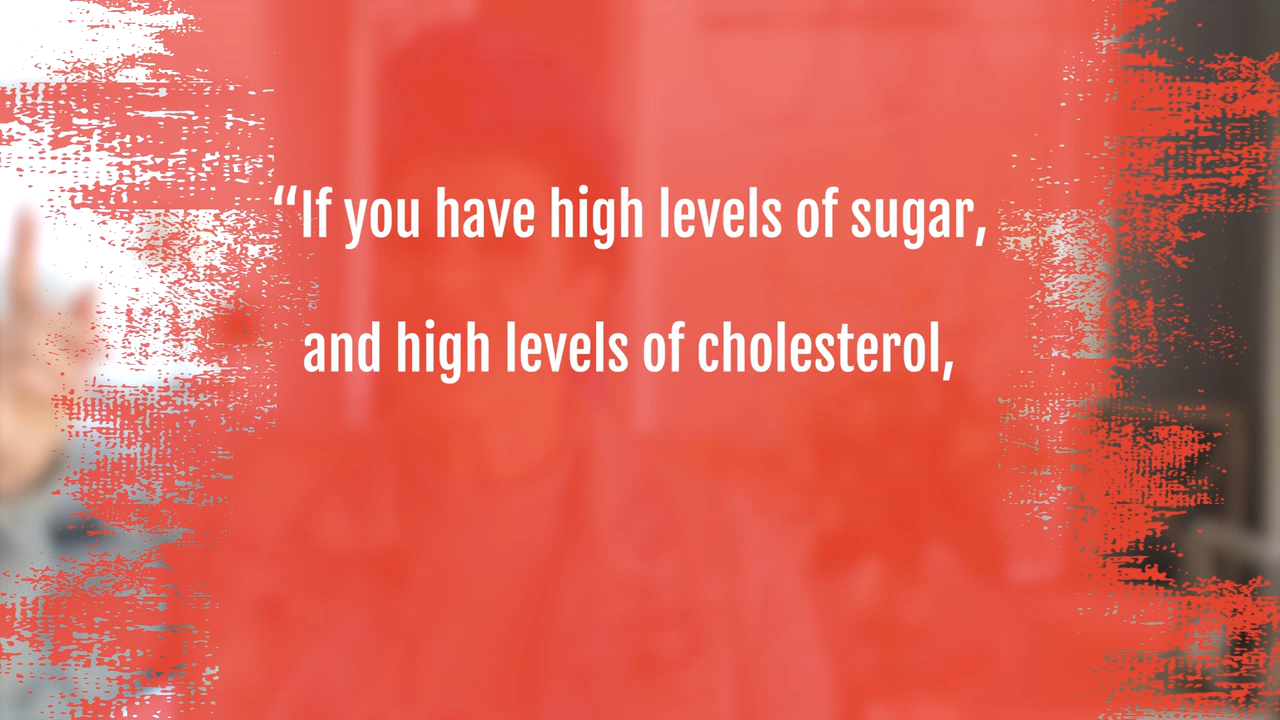 “If you have high levels of sugar,
and high levels of cholesterol,